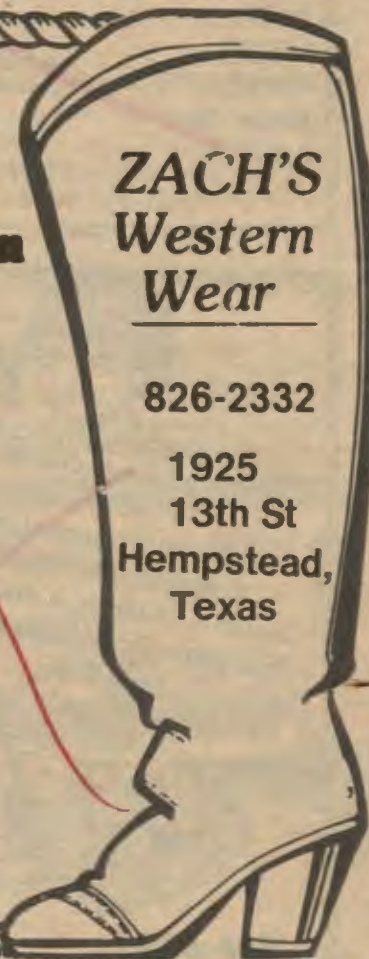 ZACH'S
Western
Wear
826-2332
1925
13th St
Hempstead,
Texas